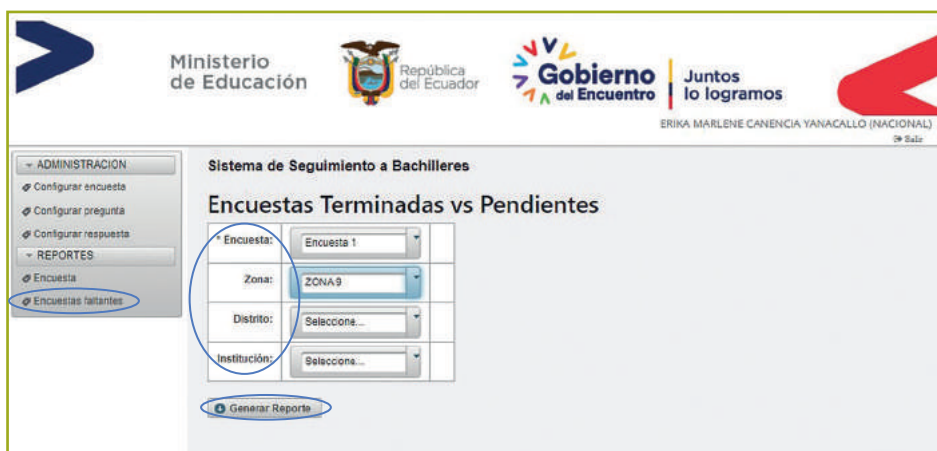 Ministerio
de Educación
República
del Ecuador
Gobierno
del Encuentro
Juntos
lo logramos
ERIKA MARLENE CANENCIA YANACALLO (NACIONAL)
Salir
ADMINISTRACION
Configurar encuesta
Configurar pregunta
Configurar respuesta
REPORTES
Encuesta
Encuestas faltantes
Sistema de Seguimiento a Bachilleres
Encuestas Terminadas vs Pendientes
* Encuesta: Encuesta 1
Zona: ZONA 9
Distrito: Seleccione...
Institución: Seleccione...
Generar Reporte